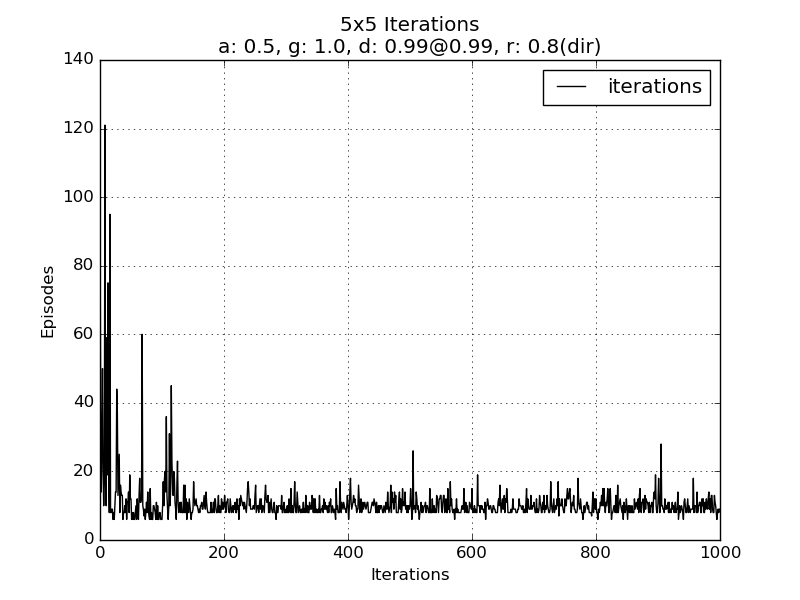 5x5 Iterations
a: 0.5, g: 1.0, d: 0.99@0.99, r: 0.8(dir)
iterations
140
120
100
80
60
40
20
0
Episodes
0 200 400 600 800 1000
Iterations